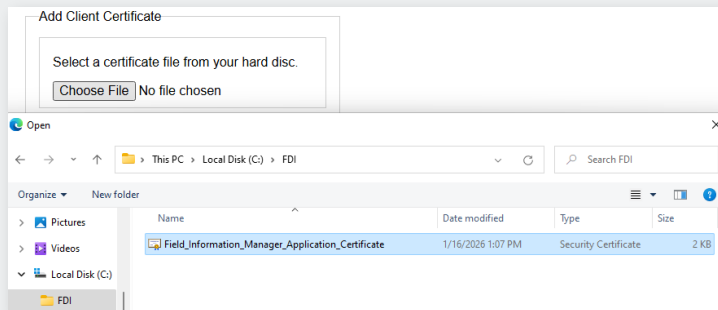 Add Client Certificate
Select a certificate file from your hard disc.
Choose File No file chosen
Open
This PC > Local Disk (C:) > FDI
Search FDI
Organize New folder
Name Date modified Type Size
Pictures
Field_Information_Manager_Application_Certificate 1/16/2026 1:07 PM Security Certificate 2 KB
Videos
Local Disk (C:)
FDI